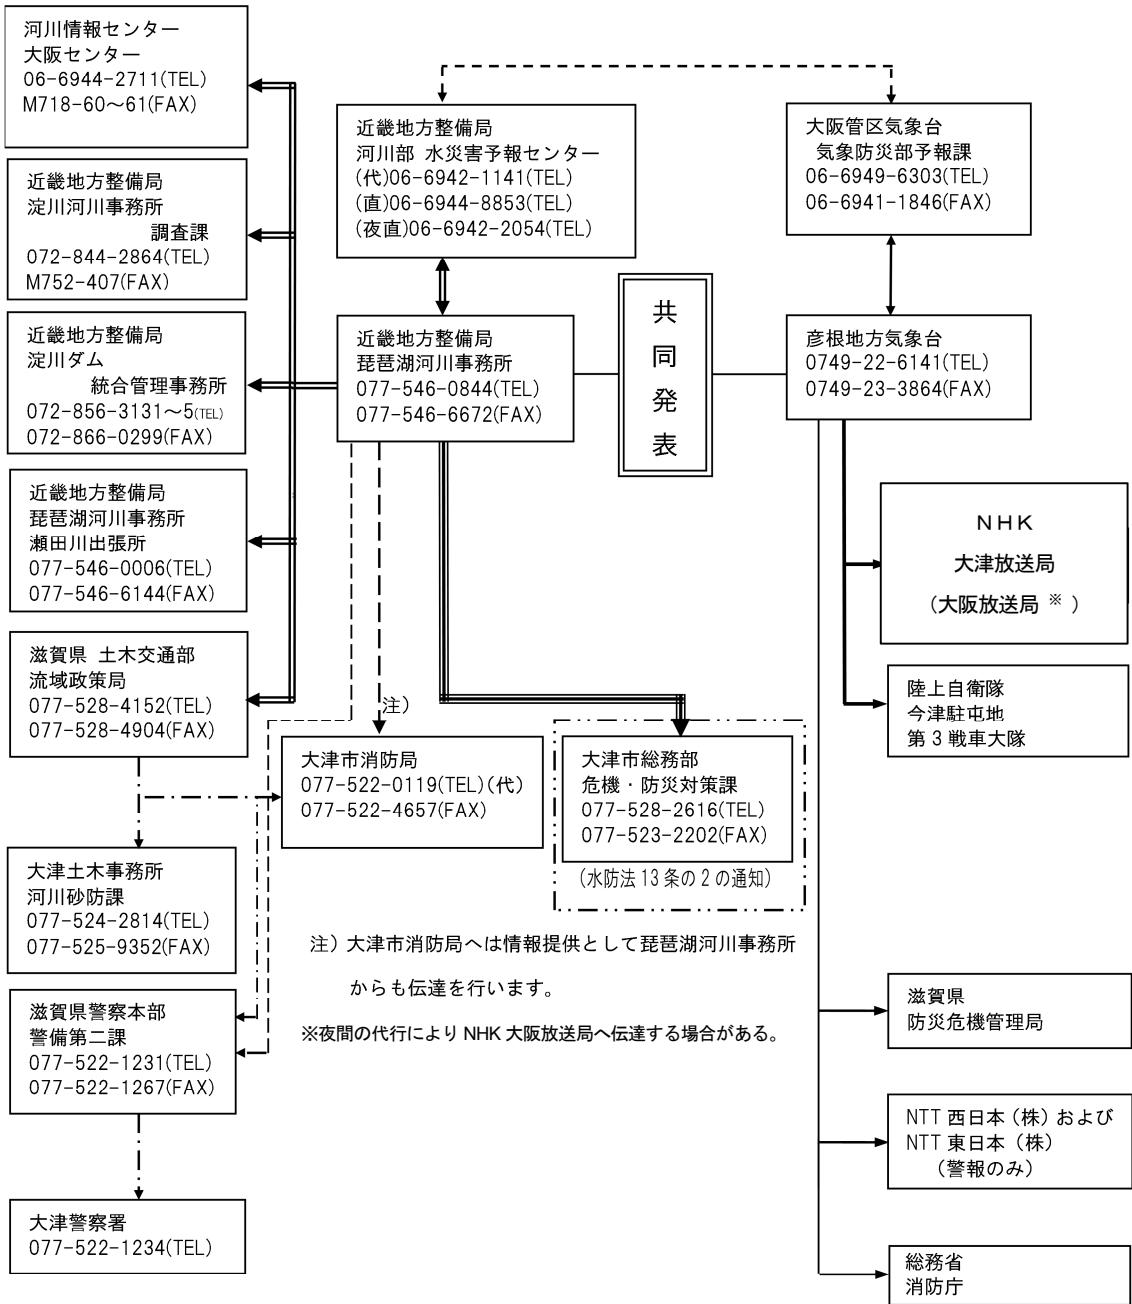 河川情報センター
大阪センター
06-6944-2711(TEL)
M718-60～61(FAX)
近畿地方整備局
淀川河川事務所
調査課
072-844-2864(TEL)
M752-407(FAX)
近畿地方整備局
淀川ダム
統合管理事務所
072-856-3131～5(TEL)
072-866-0299(FAX)
近畿地方整備局
琵琶湖河川事務所
瀬田川出張所
077-546-0006(TEL)
077-546-6144(FAX)
滋賀県 土木交通部
流域政策局
077-528-4152(TEL)
077-528-4904(FAX)
大津土木事務所
河川砂防課
077-524-2814(TEL)
077-525-9352(FAX)
滋賀県警察本部
警備第二課
077-522-1231(TEL)
077-522-1267(FAX)
大津警察署
077-522-1234(TEL)
近畿地方整備局
河川部 水災害予報センター
(代)06-6942-1141(TEL)
(直)06-6944-8853(TEL)
(夜直)06-6942-2054(TEL)
近畿地方整備局
琵琶湖河川事務所
077-546-0844(TEL)
077-546-6672(FAX)
共同発表
大阪管区気象台
気象防災部予報課
06-6949-6303(TEL)
06-6941-1846(FAX)
彦根地方気象台
0749-22-6141(TEL)
0749-23-3864(FAX)
NHK
大津放送局
(大阪放送局 ※ )
陸上自衛隊
今津駐屯地
第3戦車大隊
注）
大津市消防局
077-522-0119(TEL)(代)
077-522-4657(FAX)
大津市総務部
危機・防災対策課
077-528-2616(TEL)
077-523-2202(FAX)
(水防法13条の2の通知)
注）大津市消防局へは情報提供として琵琶湖河川事務所
からも伝達を行います。
※夜間の代行により NHK 大阪放送局へ伝達する場合がある。
滋賀県
防災危機管理局
NTT 西日本（株）および
NTT 東日本（株）
（警報のみ）
総務省
消防庁